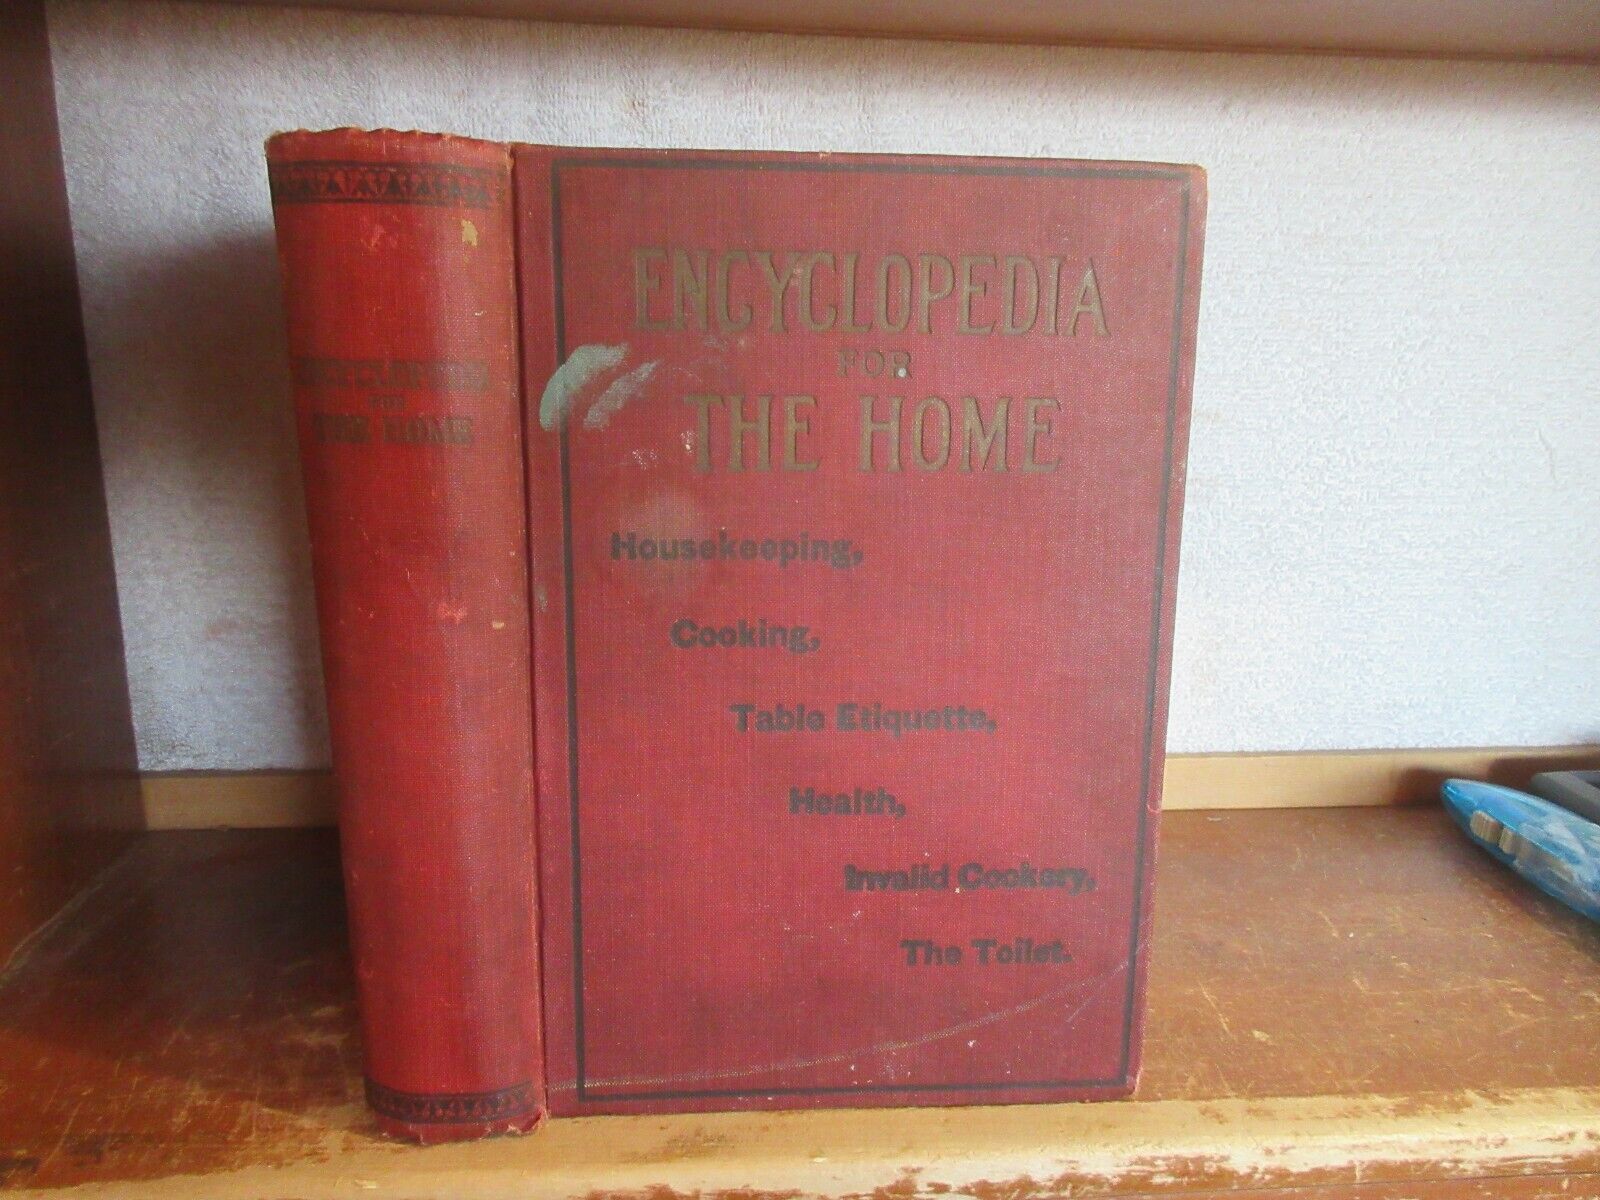 ENCYCLOPEDIA
FOR
THE HOME
ENCYCLOPEDIA
FOR
THE HOME
Housekeeping,
Cooking,
Table Etiquette,
Health,
Invalid Cookery,
The Toilet.